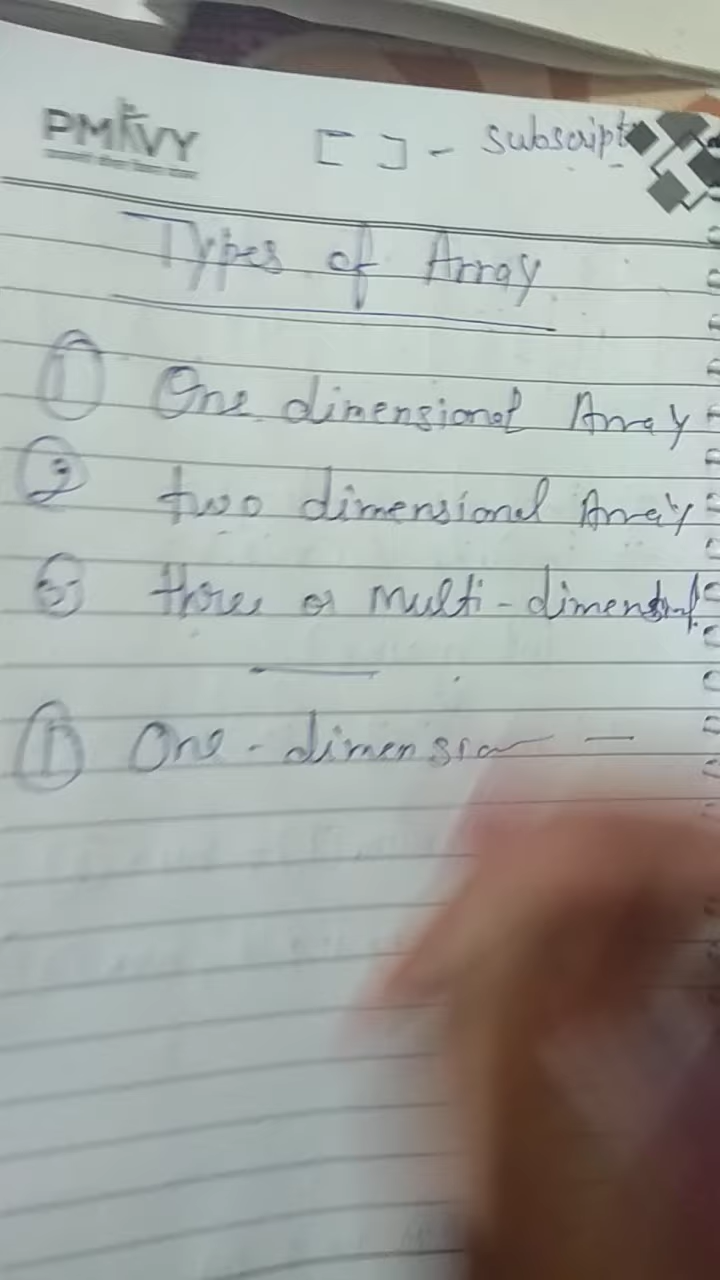 PMKVY
[ ] - subscript
Types of Array
① One dimensional Array
② two dimensional Array
③ three or multi-dimensional
① One-dimension —